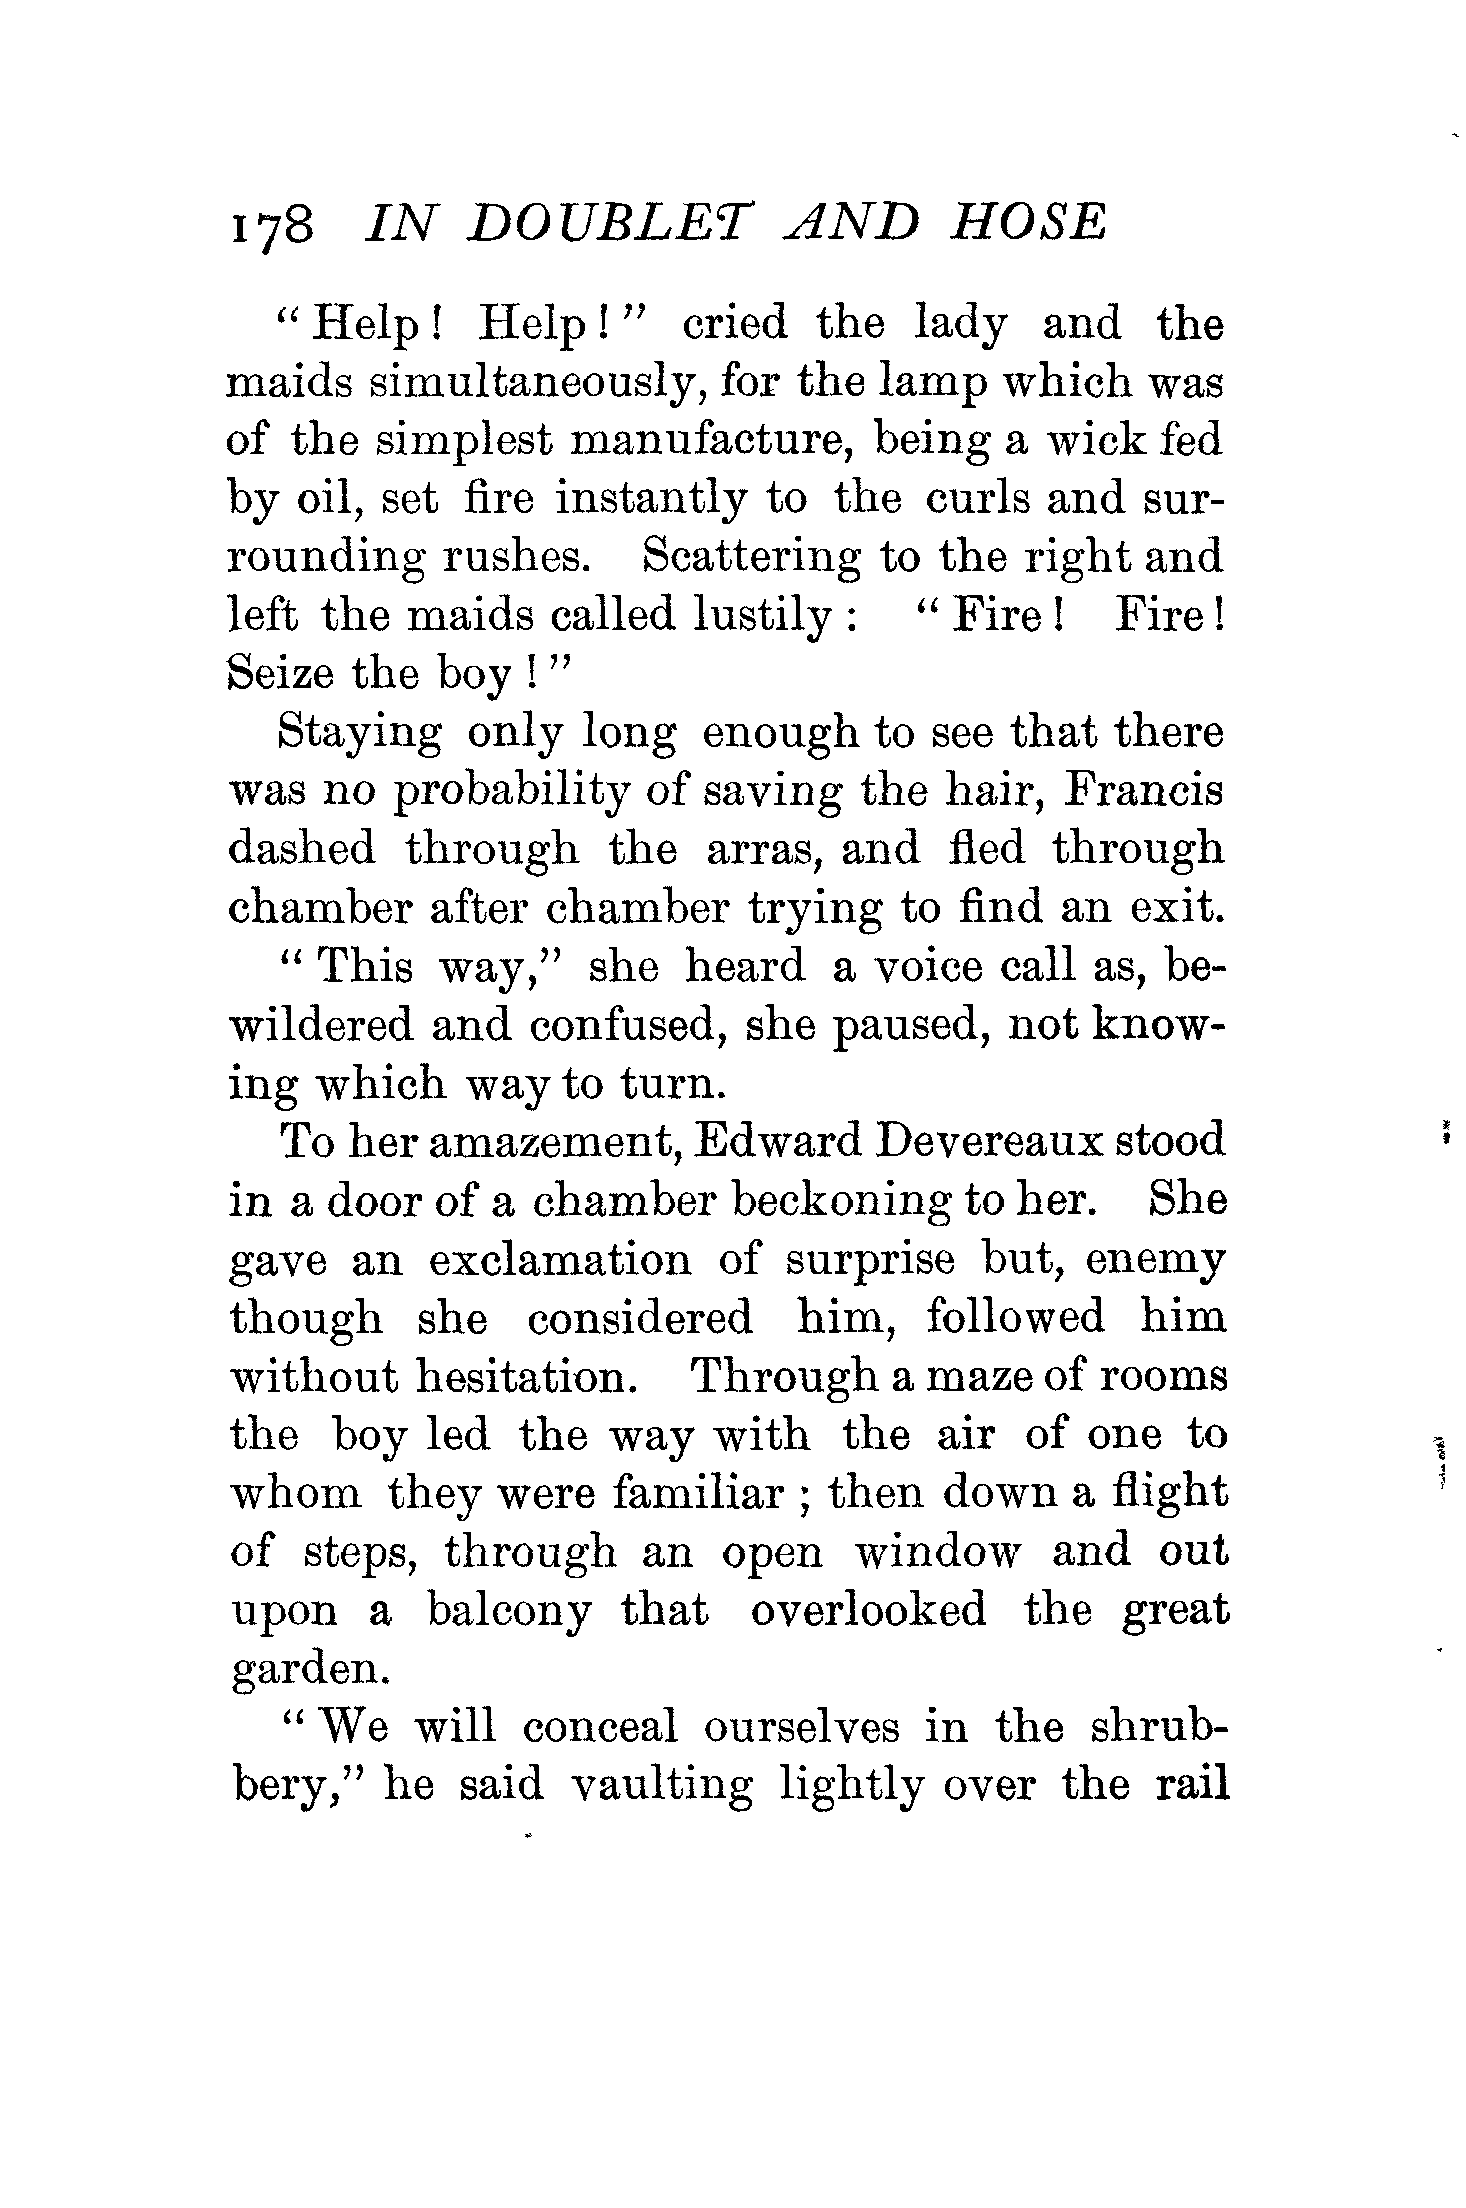 178 IN DOUBLET AND HOSE
“ Help ! Help ! ” cried the lady and the
maids simultaneously, for the lamp which was
of the simplest manufacture, being a wick fed
by oil, set fire instantly to the curls and sur-
rounding rushes. Scattering to the right and
left the maids called lustily : “ Fire ! Fire !
Seize the boy ! ”
Staying only long enough to see that there
was no probability of saving the hair, Francis
dashed through the arras, and fled through
chamber after chamber trying to find an exit.
“ This way,” she heard a voice call as, be-
wildered and confused, she paused, not know-
ing which way to turn.
To her amazement, Edward Devereaux stood
in a door of a chamber beckoning to her. She
gave an exclamation of surprise but, enemy
though she considered him, followed him
without hesitation. Through a maze of rooms
the boy led the way with the air of one to
whom they were familiar ; then down a flight
of steps, through an open window and out
upon a balcony that overlooked the great
garden.
“ We will conceal ourselves in the shrub-
bery,” he said vaulting lightly over the rail